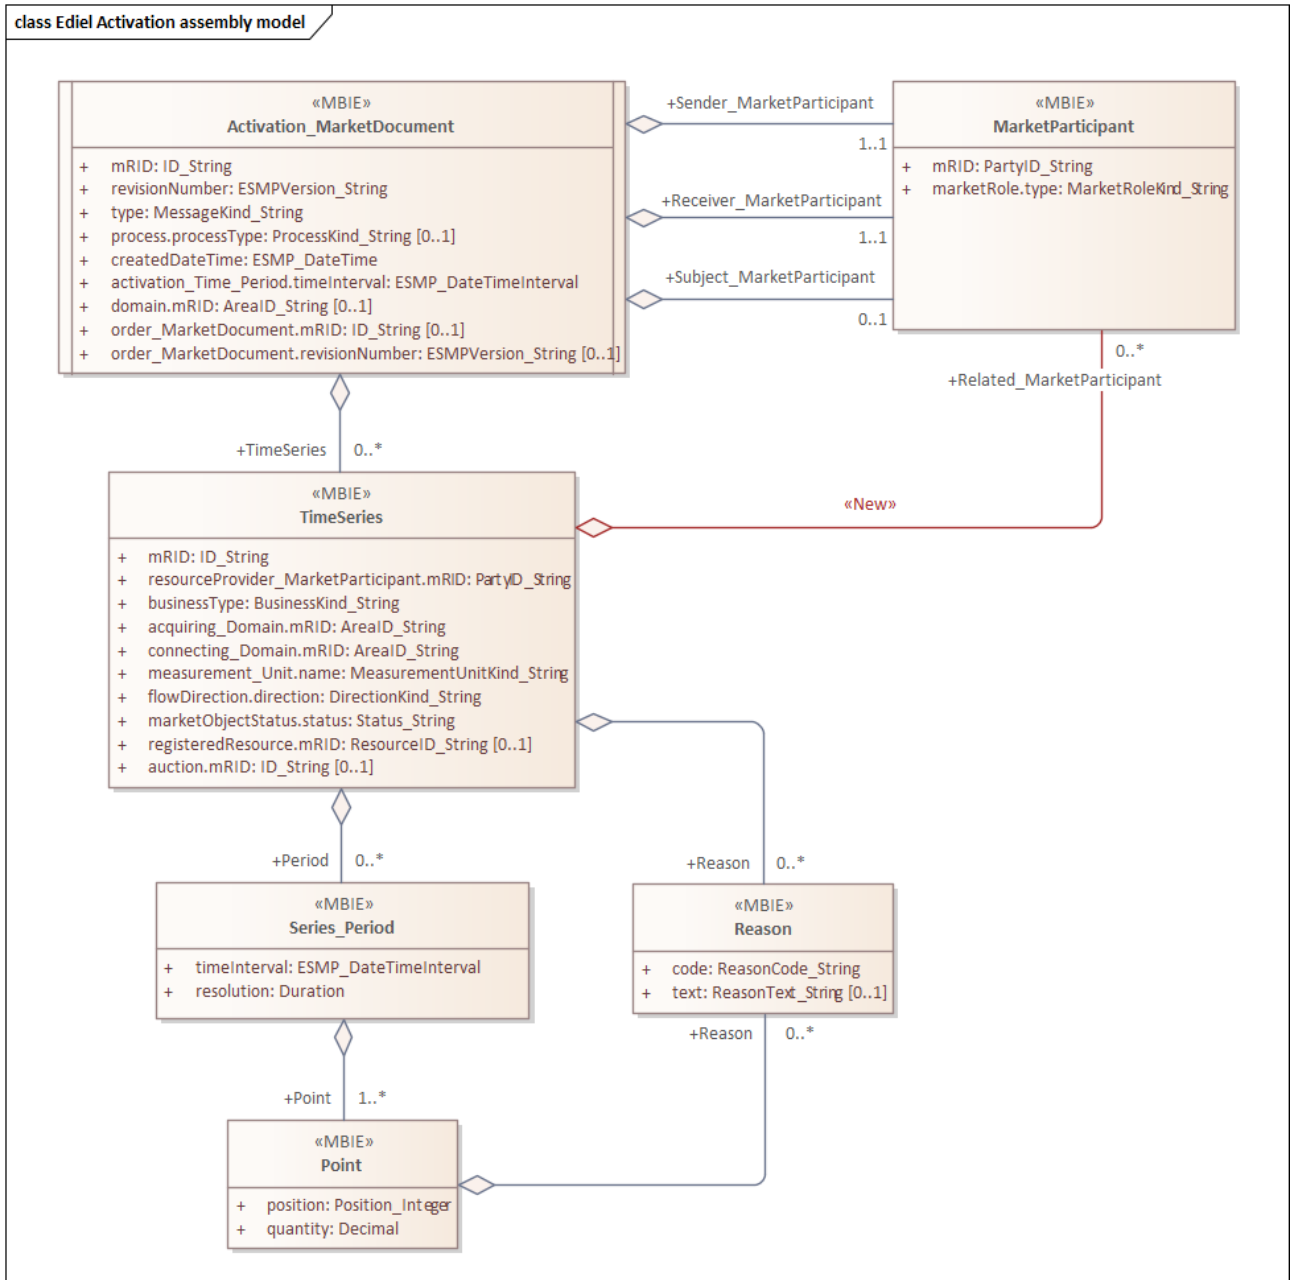 class Ediel Activation assembly model
«MBIE»
Activation_MarketDocument
+ mRID: ID_String
+ revisionNumber: ESMPVersion_String
+ type: MessageKind_String
+ process.processType: ProcessKind_String [0..1]
+ createdDateTime: ESMP_DateTime
+ activation_Time_Period.timeInterval: ESMP_DateTimeInterval
+ domain.mRID: AreaID_String [0..1]
+ order_MarketDocument.mRID: ID_String [0..1]
+ order_MarketDocument.revisionNumber: ESMPVersion_String [0..1]
+Sender_MarketParticipant
1..1
+Receiver_MarketParticipant
1..1
+Subject_MarketParticipant
0..1
«MBIE»
MarketParticipant
+ mRID: PartyID_String
+ marketRole.type: MarketRoleKind_String
0..*
+Related_MarketParticipant
«New»
+TimeSeries 0..*
«MBIE»
TimeSeries
+ mRID: ID_String
+ resourceProvider_MarketParticipant.mRID: PartyID_String
+ businessType: BusinessKind_String
+ acquiring_Domain.mRID: AreaID_String
+ connecting_Domain.mRID: AreaID_String
+ measurement_Unit.name: MeasurementUnitKind_String
+ flowDirection.direction: DirectionKind_String
+ marketObjectStatus.status: Status_String
+ registeredResource.mRID: ResourceID_String [0..1]
+ auction.mRID: ID_String [0..1]
+Period 0..*
«MBIE»
Series_Period
+ timeInterval: ESMP_DateTimeInterval
+ resolution: Duration
+Reason 0..*
«MBIE»
Reason
+ code: ReasonCode_String
+ text: ReasonText_String [0..1]
+Reason 0..*
+Point 1..*
«MBIE»
Point
+ position: Position_Integer
+ quantity: Decimal